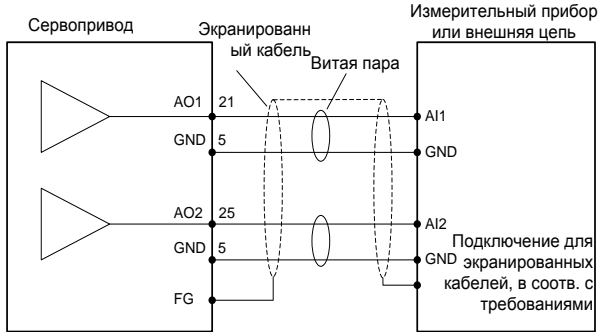 Сервопривод
Экранированн
ый кабель
Витая пара
Измерительный прибор
или внешняя цепь
AO1 21
AI1
GND 5
GND
AO2 25
AI2
GND 5
GND
FG
Подключение для
экранированных
кабелей, в соотв. с
требованиями